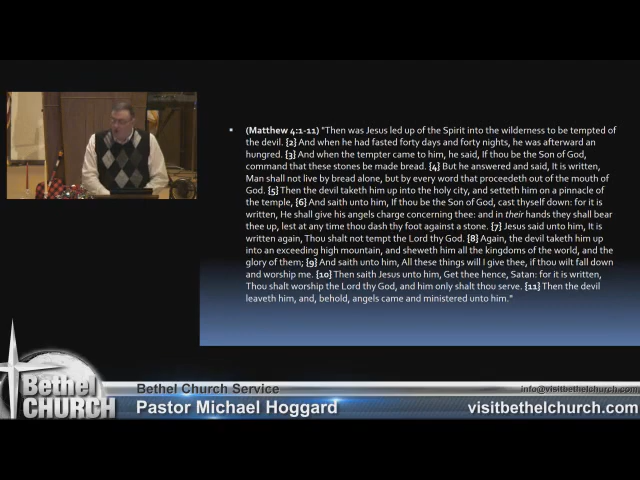 (Matthew 4:1-11) "Then was Jesus led up of the Spirit into the wilderness to be tempted of
the devil. [2] And when he had fasted forty days and forty nights, he was afterward an
hungred. [3] And when the tempter came to him, he said, If thou be the Son of God,
command that these stones be made bread. [4] But he answered and said, It is written,
Man shall not live by bread alone, but by every word that proceedeth out of the mouth of
God. [5] Then the devil taketh him up into the holy city, and setteth him on a pinnacle of
the temple, [6] And saith unto him, If thou be the Son of God, cast thyself down: for it is
written, He shall give his angels charge concerning thee: and in their hands they shall bear
thee up, lest at any time thou dash thy foot against a stone. [7] Jesus said unto him, It is
written again, Thou shalt not tempt the Lord thy God. [8] Again, the devil taketh him up
into an exceeding high mountain, and sheweth him all the kingdoms of the world, and the
glory of them; [9] And saith unto him, All these things will I give thee, if thou wilt fall down
and worship me. [10] Then saith Jesus unto him, Get thee hence, Satan: for it is written,
Thou shalt worship the Lord thy God, and him only shalt thou serve. [11] Then the devil
leaveth him, and, behold, angels came and ministered unto him."
Bethel
CHURCH
Bethel Church Service
info@visitbethelchurch.com
Pastor Michael Hoggard
visitbethelchurch.com